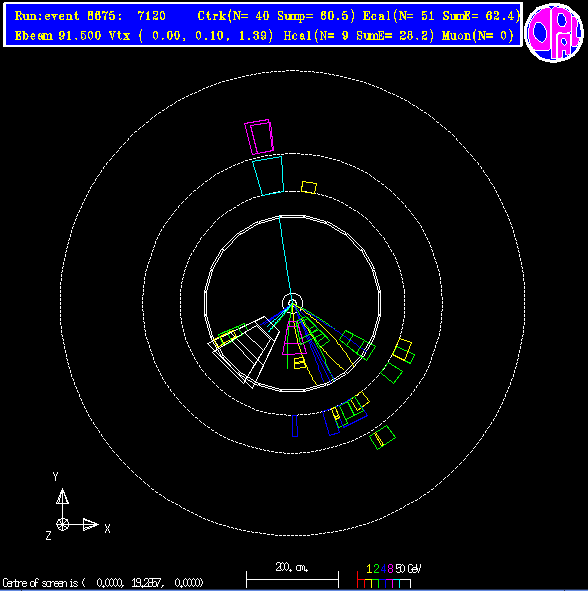 Run:event 8675: 7120 Ctrk(N= 40 Sump= 60.5) Ecal(N= 51 SumE= 62.4)
Ebeam 91.500 Vtx ( 0.00, 0.10, 1.39) Hcal(N= 9 SumE= 28.2) Muon(N= 0)
OPAL
Y
Z X
200. cm.
1 2 4 8 50 GeV
Centre of screen is ( 0.0000, 19.2857, 0.0000)